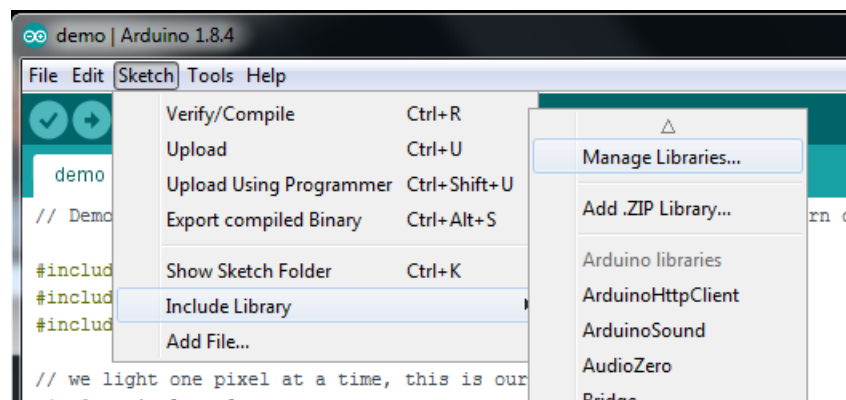 demo | Arduino 1.8.4
File Edit Sketch Tools Help
Verify/Compile Ctrl+R
Upload Ctrl+U
Upload Using Programmer Ctrl+Shift+U
Export compiled Binary Ctrl+Alt+S
Show Sketch Folder Ctrl+K
Include Library
Add File...
Manage Libraries...
Add .ZIP Library...
Arduino libraries
ArduinoHttpClient
ArduinoSound
AudioZero
Bridge
demo
// Demo
#includ
#includ
#includ
// we light one pixel at a time, this is our